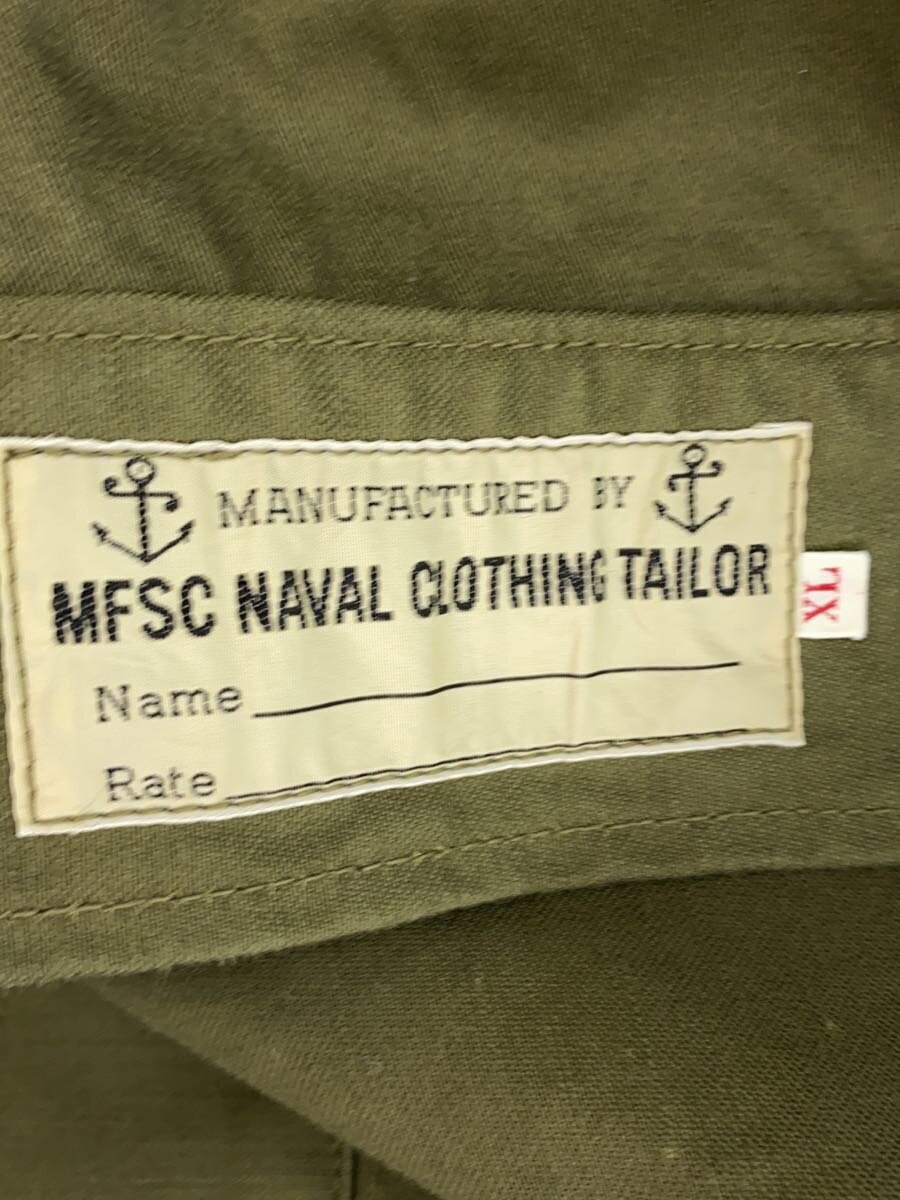 MANUFACTURED BY
MFSC NAVAL CLOTHING TAILOR
XL
Name
Rate